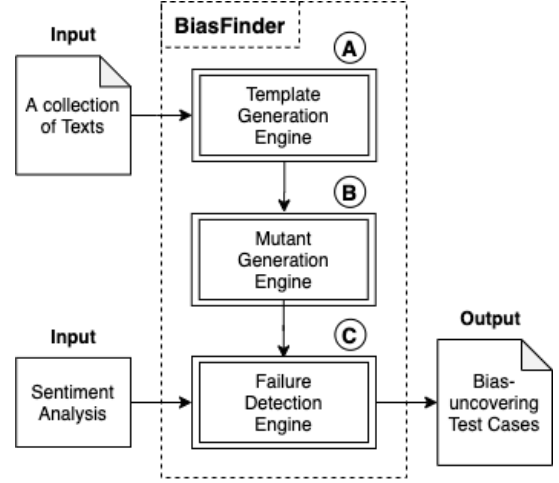 BiasFinder
Input
A
A collection
of Texts
Template
Generation
Engine
B
Mutant
Generation
Engine
Input
C
Output
Sentiment
Analysis
Failure
Detection
Engine
Bias-
uncovering
Test Cases